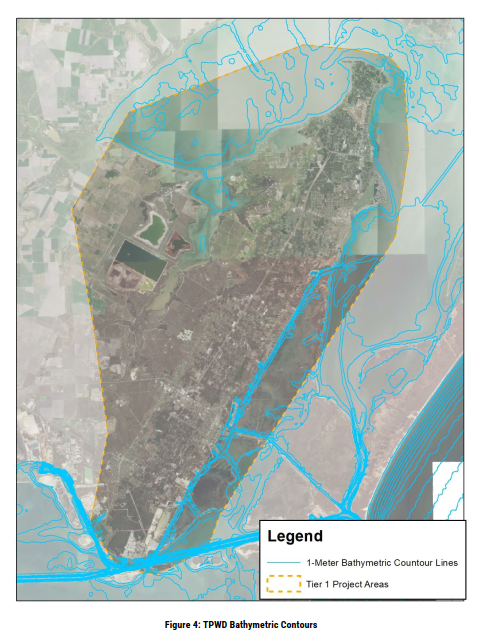 Legend
1-Meter Bathymetric Countour Lines
Tier 1 Project Areas
Figure 4: TPWD Bathymetric Contours